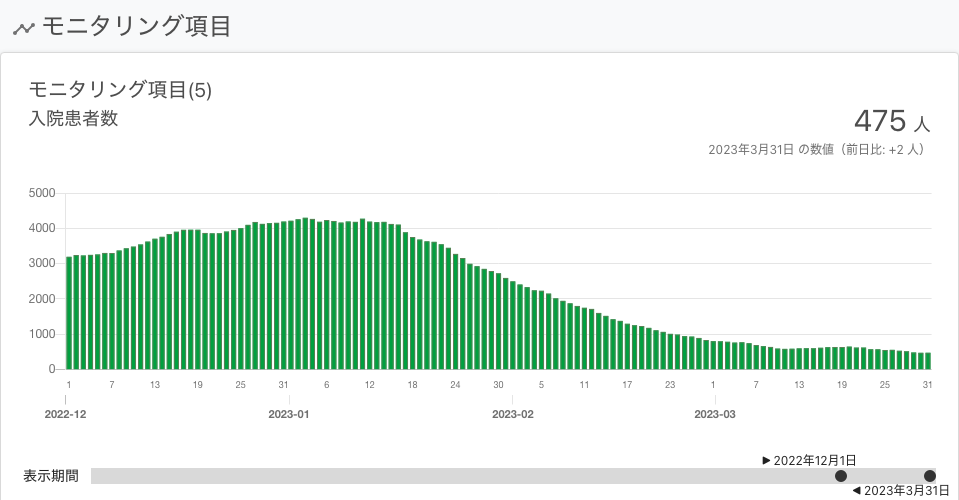 モニタリング項目
モニタリング項目(5)
入院患者数
475 人
2023年3月31日 の数値（前日比: +2 人）
5000
4000
3000
2000
1000
0
1 7 13 19 25 31 6 12 18 24 30 5 11 17 23 1 7 13 19 25 31
2022-12 2023-01 2023-02 2023-03
2022年12月1日
表示期間
2023年3月31日